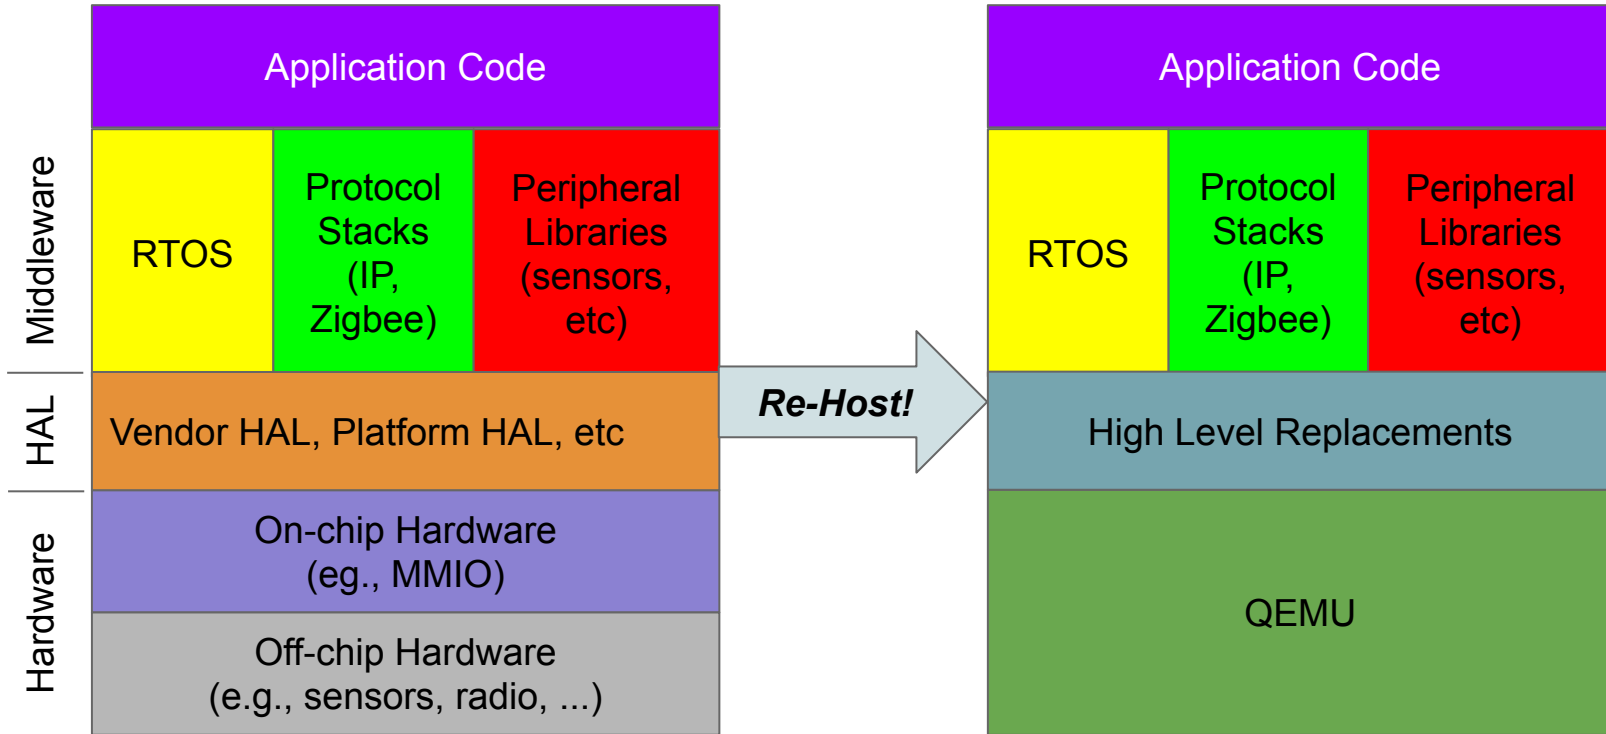 Application Code
Middleware
RTOS
Protocol
Stacks
(IP,
Zigbee)
Peripheral
Libraries
(sensors,
etc)
HAL
Vendor HAL, Platform HAL, etc
Hardware
On-chip Hardware
(eg., MMIO)
Off-chip Hardware
(e.g., sensors, radio, ...)
Re-Host!
Application Code
RTOS
Protocol
Stacks
(IP,
Zigbee)
Peripheral
Libraries
(sensors,
etc)
High Level Replacements
QEMU